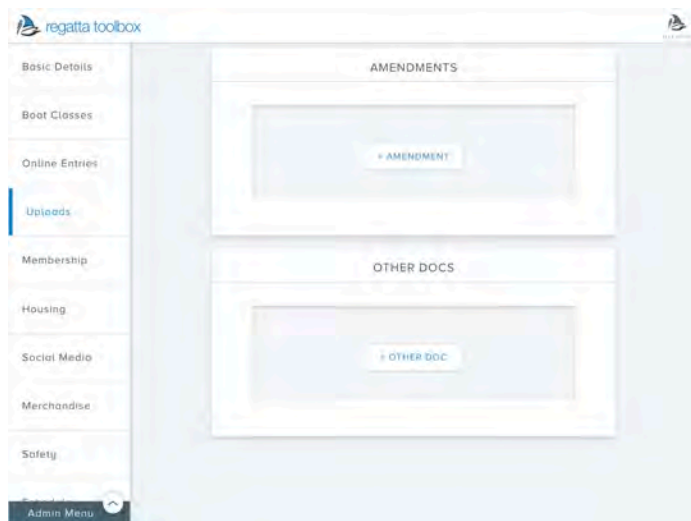 regatta toolbox
Basic Details
Boat Classes
Online Entries
Uploads
Membership
Housing
Social Media
Merchandise
Safety
Admin Menu
AMENDMENTS
+ AMENDMENT
OTHER DOCS
+ OTHER DOC